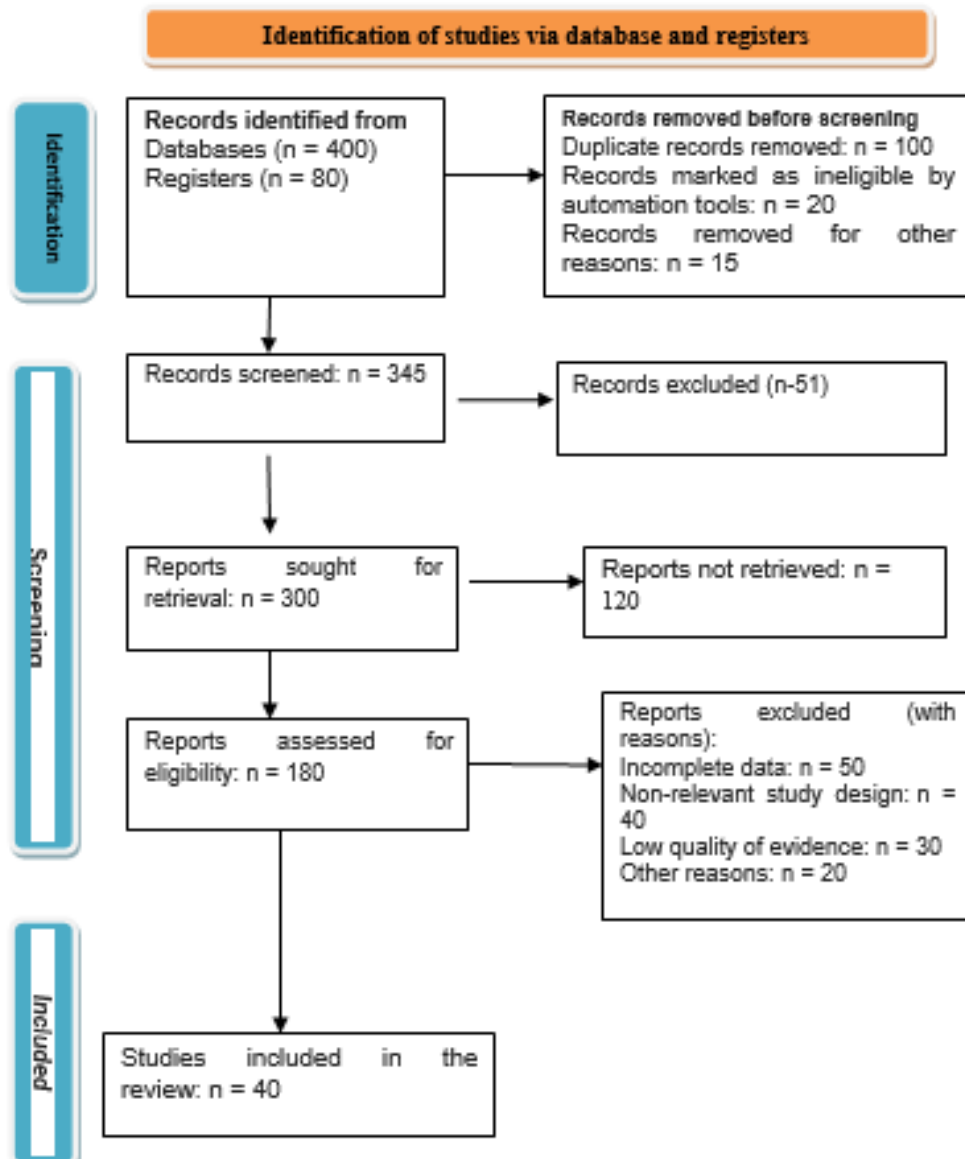 Identification of studies via database and registers
Identification
Records identified from
Databases (n = 400)
Registers (n = 80)
Records removed before screening
Duplicate records removed: n = 100
Records marked as ineligible by
automation tools: n = 20
Records removed for other
reasons: n = 15
Screening
Records screened: n = 345
Records excluded (n-51)
Reports sought for
retrieval: n = 300
Reports not retrieved: n =
120
Reports assessed for
eligibility: n = 180
Reports excluded (with
reasons):
Incomplete data: n = 50
Non-relevant study design: n =
40
Low quality of evidence: n = 30
Other reasons: n = 20
Included
Studies included in the
review: n = 40